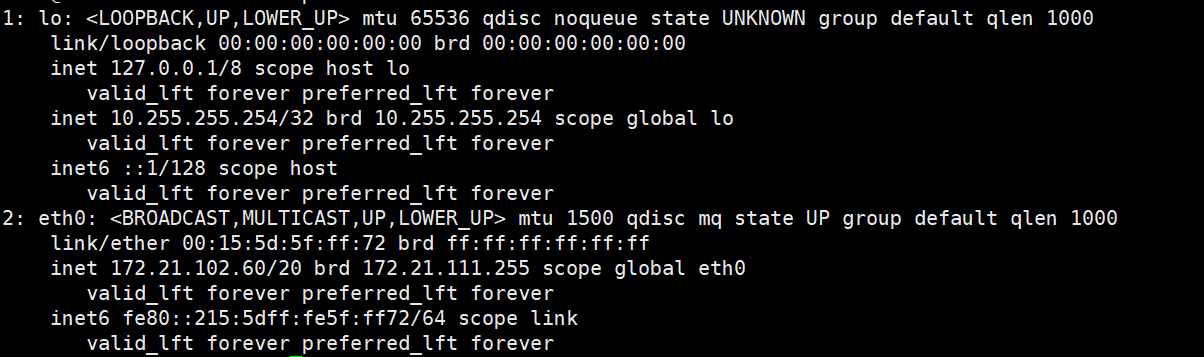 1: lo: <LOOPBACK,UP,LOWER_UP> mtu 65536 qdisc noqueue state UNKNOWN group default qlen 1000
link/loopback 00:00:00:00:00:00 brd 00:00:00:00:00:00
inet 127.0.0.1/8 scope host lo
valid_lft forever preferred_lft forever
inet 10.255.255.254/32 brd 10.255.255.254 scope global lo
valid_lft forever preferred_lft forever
inet6 ::1/128 scope host
valid_lft forever preferred_lft forever
2: eth0: <BROADCAST,MULTICAST,UP,LOWER_UP> mtu 1500 qdisc mq state UP group default qlen 1000
link/ether 00:15:5d:5f:ff:72 brd ff:ff:ff:ff:ff:ff
inet 172.21.102.60/20 brd 172.21.111.255 scope global eth0
valid_lft forever preferred_lft forever
inet6 fe80::215:5dff:fe5f:ff72/64 scope link
valid_lft forever preferred_lft forever